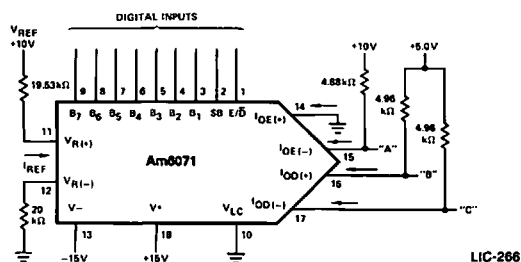 DIGITAL INPUTS
VREF
+10V
19.53kΩ
9 8 7 6 5 4 3 2 1
B7 B6 B5 B4 B3 B2 B1 SB E/D̅
11
VR(+)
IREF
VR(-)
12
20
kΩ
Am6071
V- V+ VLC
13 18 10
-15V +15V
IOE(+)
14
IOE(-)
15
IOD(+)
16
IOD(-)
17
+10V
4.88kΩ
+5.0V
4.96
kΩ
4.96
kΩ
"A"
"B"
"C"
LIC-266